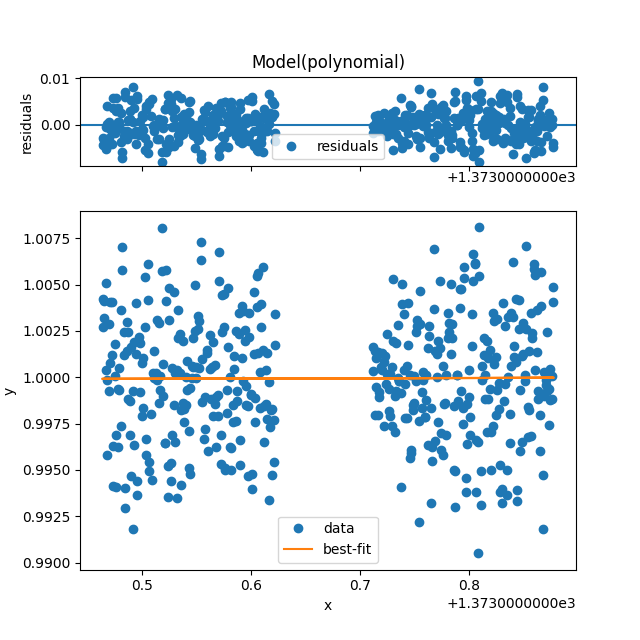 Model(polynomial)
0.01
0.00
residuals
residuals
+1.3730000000e3
1.0075
1.0050
1.0025
1.0000
0.9975
0.9950
0.9925
0.9900
y
data
best-fit
0.5 0.6 0.7 0.8
x
+1.3730000000e3